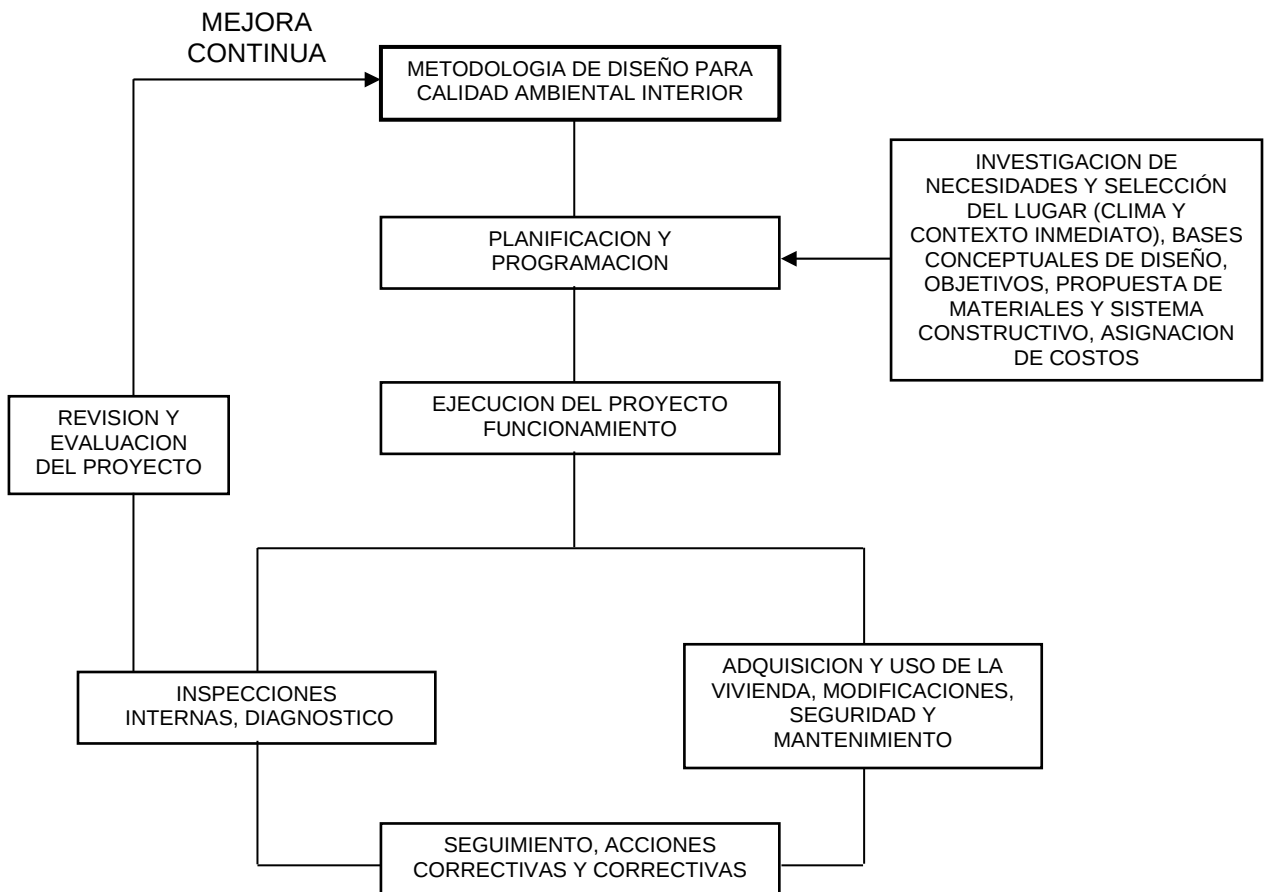 MEJORA
CONTINUA
METODOLOGIA DE DISEÑO PARA
CALIDAD AMBIENTAL INTERIOR
INVESTIGACION DE
NECESIDADES Y SELECCIÓN
DEL LUGAR (CLIMA Y
CONTEXTO INMEDIATO), BASES
CONCEPTUALES DE DISEÑO,
OBJETIVOS, PROPUESTA DE
MATERIALES Y SISTEMA
CONSTRUCTIVO, ASIGNACION
DE COSTOS
PLANIFICACION Y
PROGRAMACION
EJECUCION DEL PROYECTO
FUNCIONAMIENTO
REVISION Y
EVALUACION
DEL PROYECTO
INSPECCIONES
INTERNAS, DIAGNOSTICO
ADQUISICION Y USO DE LA
VIVIENDA, MODIFICACIONES,
SEGURIDAD Y
MANTENIMIENTO
SEGUIMIENTO, ACCIONES
CORRECTIVAS Y CORRECTIVAS